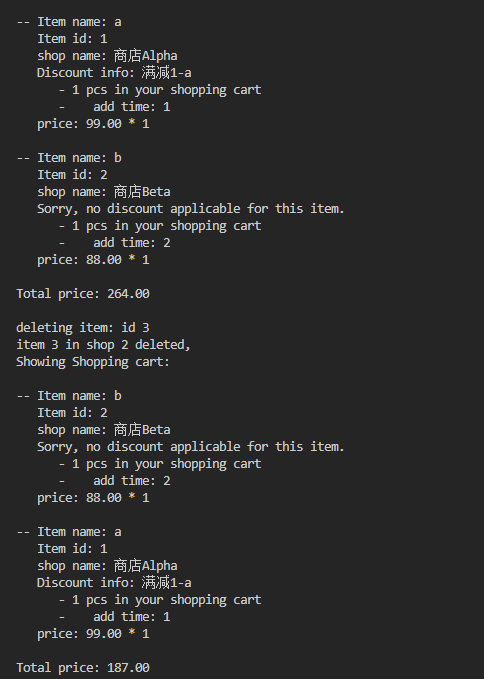 -- Item name: a
Item id: 1
shop name: 商店Alpha
Discount info: 满减1-a
- 1 pcs in your shopping cart
-    add time: 1
price: 99.00 * 1
-- Item name: b
Item id: 2
shop name: 商店Beta
Sorry, no discount applicable for this item.
- 1 pcs in your shopping cart
-    add time: 2
price: 88.00 * 1
Total price: 264.00
deleting item: id 3
item 3 in shop 2 deleted,
Showing Shopping cart:
-- Item name: b
Item id: 2
shop name: 商店Beta
Sorry, no discount applicable for this item.
- 1 pcs in your shopping cart
-    add time: 2
price: 88.00 * 1
-- Item name: a
Item id: 1
shop name: 商店Alpha
Discount info: 满减1-a
- 1 pcs in your shopping cart
-    add time: 1
price: 99.00 * 1
Total price: 187.00